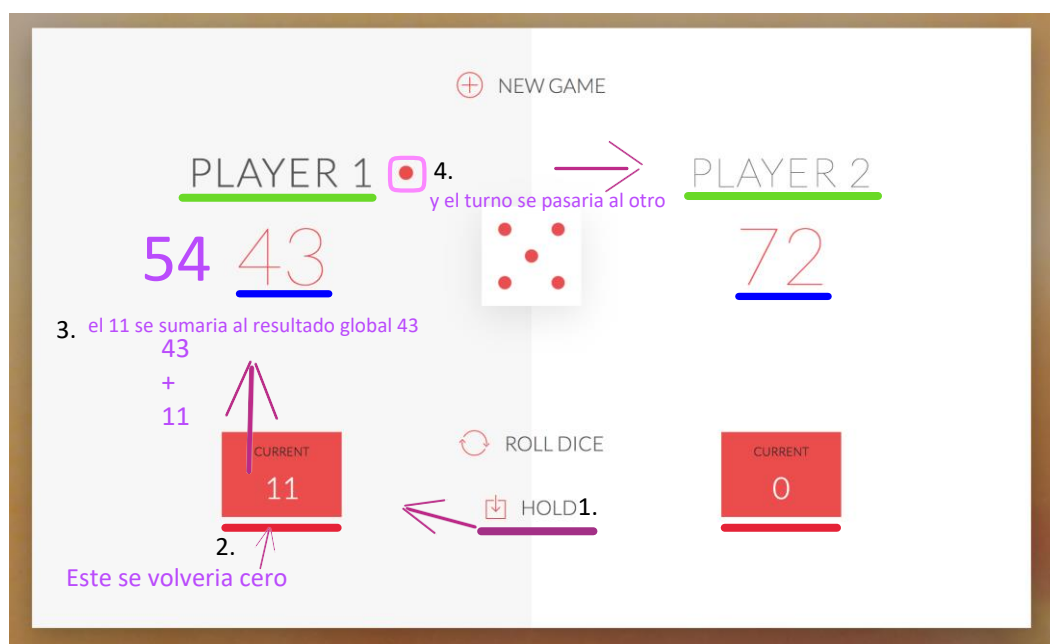 NEW GAME
PLAYER 1
4.
PLAYER 2
y el turno se pasaria al otro
54
43
72
3.
el 11 se sumaria al resultado global 43
43
+
11
ROLL DICE
CURRENT
11
CURRENT
0
HOLD
1.
2.
Este se volveria cero